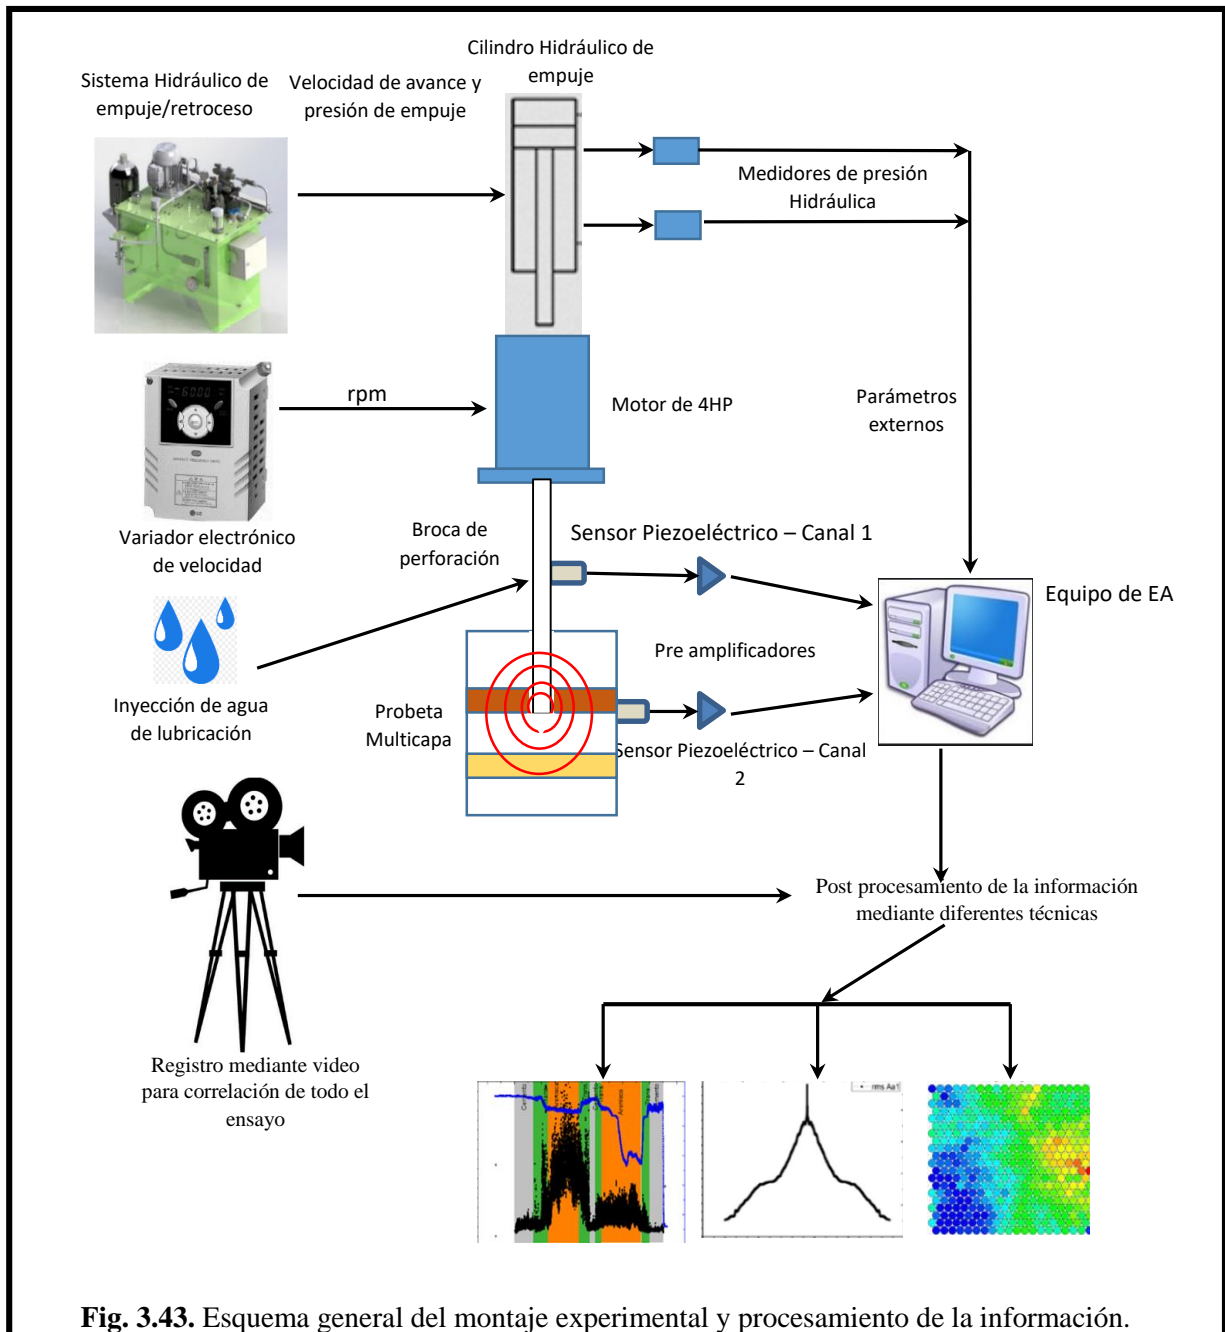 Cilindro Hidráulico de
empuje
Sistema Hidráulico de
empuje/retroceso
Velocidad de avance y
presión de empuje
Medidores de presión
Hidráulica
rpm
Motor de 4HP
Parámetros
externos
Variador electrónico
de velocidad
Broca de
perforación
Sensor Piezoeléctrico – Canal 1
Equipo de EA
Inyección de agua
de lubricación
Probeta
Multicapa
Pre amplificadores
Sensor Piezoeléctrico – Canal
2
Post procesamiento de la información
mediante diferentes técnicas
Registro mediante video
para correlación de todo el
ensayo
rms Aa1
Fig. 3.43. Esquema general del montaje experimental y procesamiento de la información.